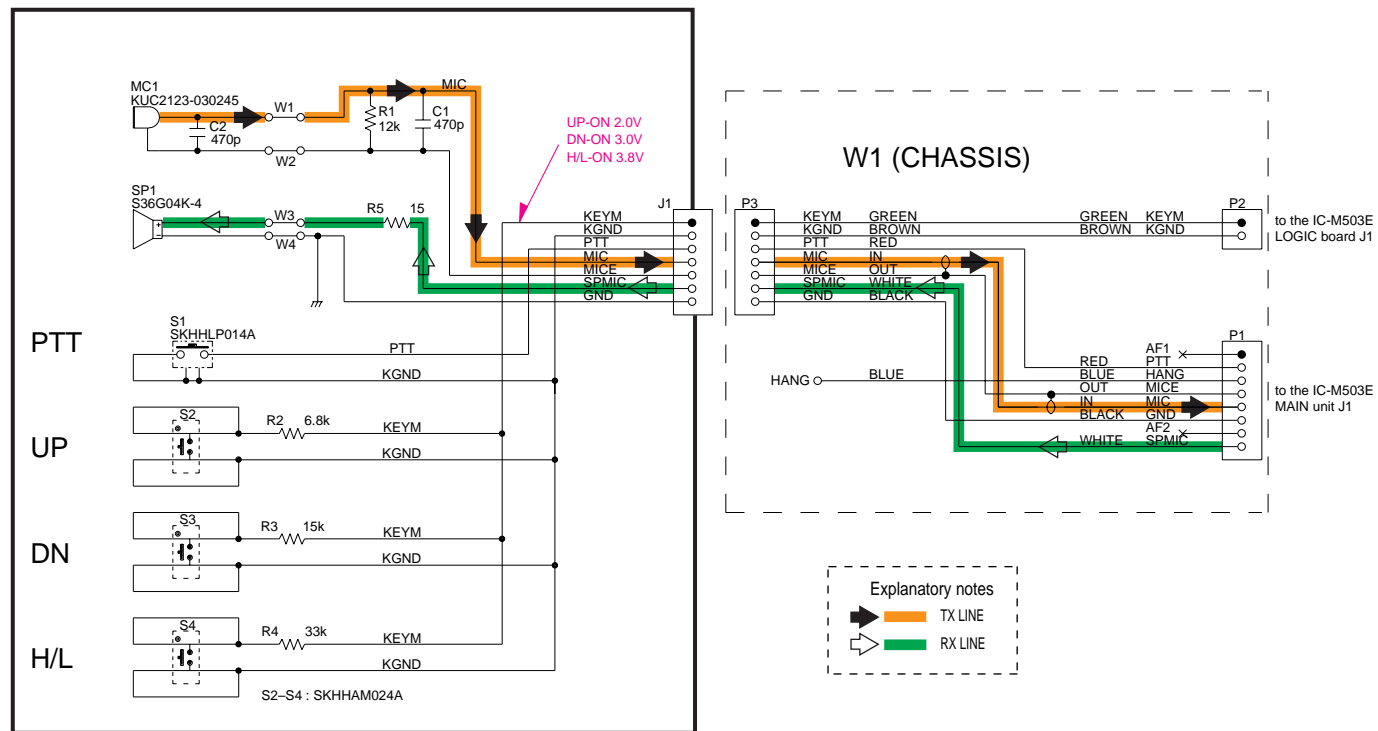 MC1
KUC2123-030245
C2
470p
W1
W2
R1
12k
MIC
C1
470p
UP-ON 2.0V
DN-ON 3.0V
H/L-ON 3.8V
SP1
S36G04K-4
+
-
W3
W4
R5 15
J1
KEYM
KGND
PTT
MIC
MICE
SPMIC
GND
PTT
S1
SKHHLP014A
PTT
KGND
UP
S2
R2 6.8k
KEYM
KGND
DN
S3
R3 15k
KEYM
KGND
H/L
S4
R4 33k
KEYM
KGND
S2–S4 : SKHHAM024A
W1 (CHASSIS)
P3
KEYM GREEN
KGND BROWN
PTT RED
MIC IN
MICE OUT
SPMIC WHITE
GND BLACK
P2
GREEN KEYM
BROWN KGND
to the IC-M503E
LOGIC board J1
HANG
BLUE
P1
AF1
RED PTT
BLUE HANG
OUT MICE
IN MIC
BLACK GND
AF2
WHITE SPMIC
to the IC-M503E
MAIN unit J1
Explanatory notes
TX LINE
RX LINE